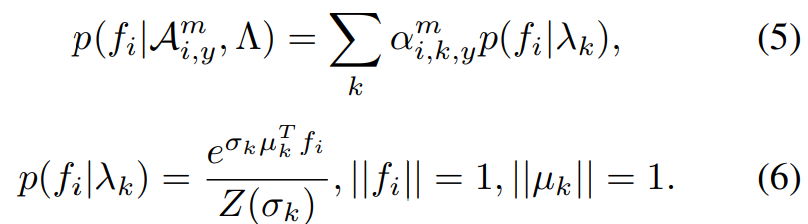 p(f_i|\mathcal{A}^m_{i,y}, \Lambda) = \sum_k \alpha^m_{i,k,y} p(f_i|\lambda_k), (5)
p(f_i|\lambda_k) = \frac{e^{\sigma_k \mu_k^T f_i}}{Z(\sigma_k)}, ||f_i|| = 1, ||\mu_k|| = 1. (6)